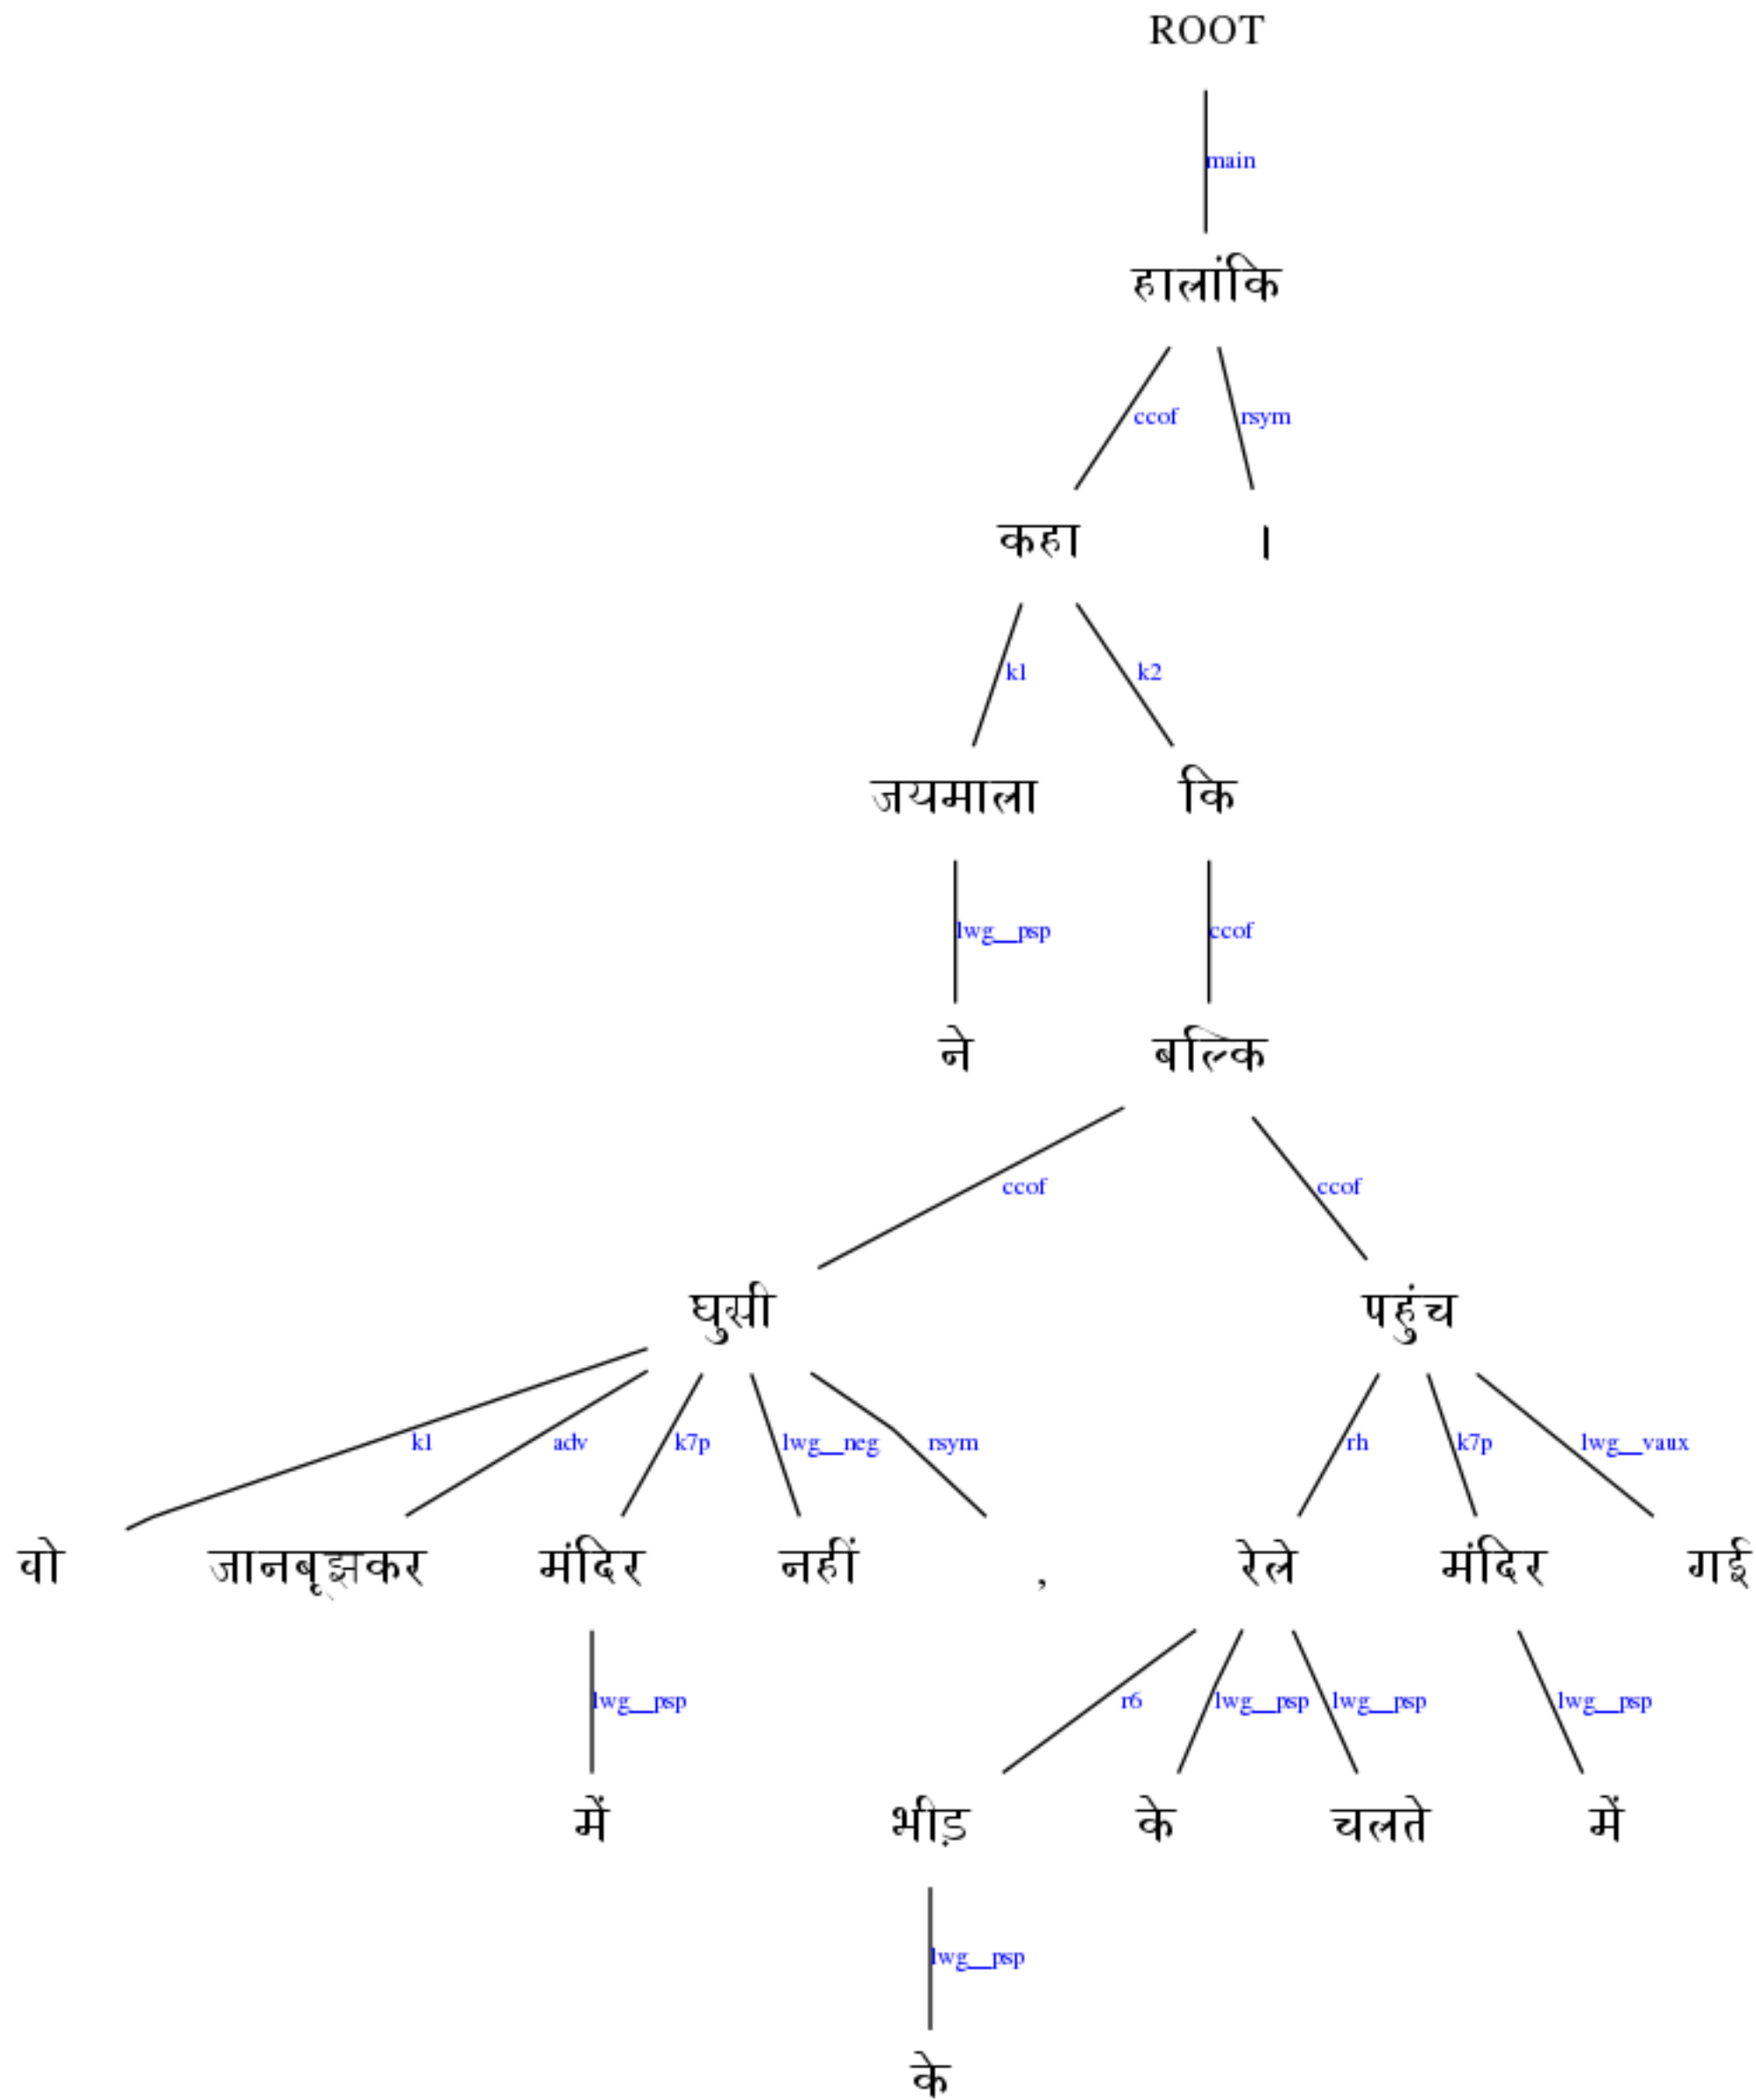 ROOT
main
हालांकि
ccof rsym
कहा ।
k1 k2
जयमाला कि
lwg__psp ccof
ने बल्कि
ccof ccof
घुसी पहुंच
k1 adv k7p lwg__neg rsym rh k7p lwg__vaux
वो जानबूझकर मंदिर नहीं , रेले मंदिर गई
lwg__psp r6 lwg__psp lwg__psp lwg__psp
में भीड़ के चलते में
lwg__psp
के